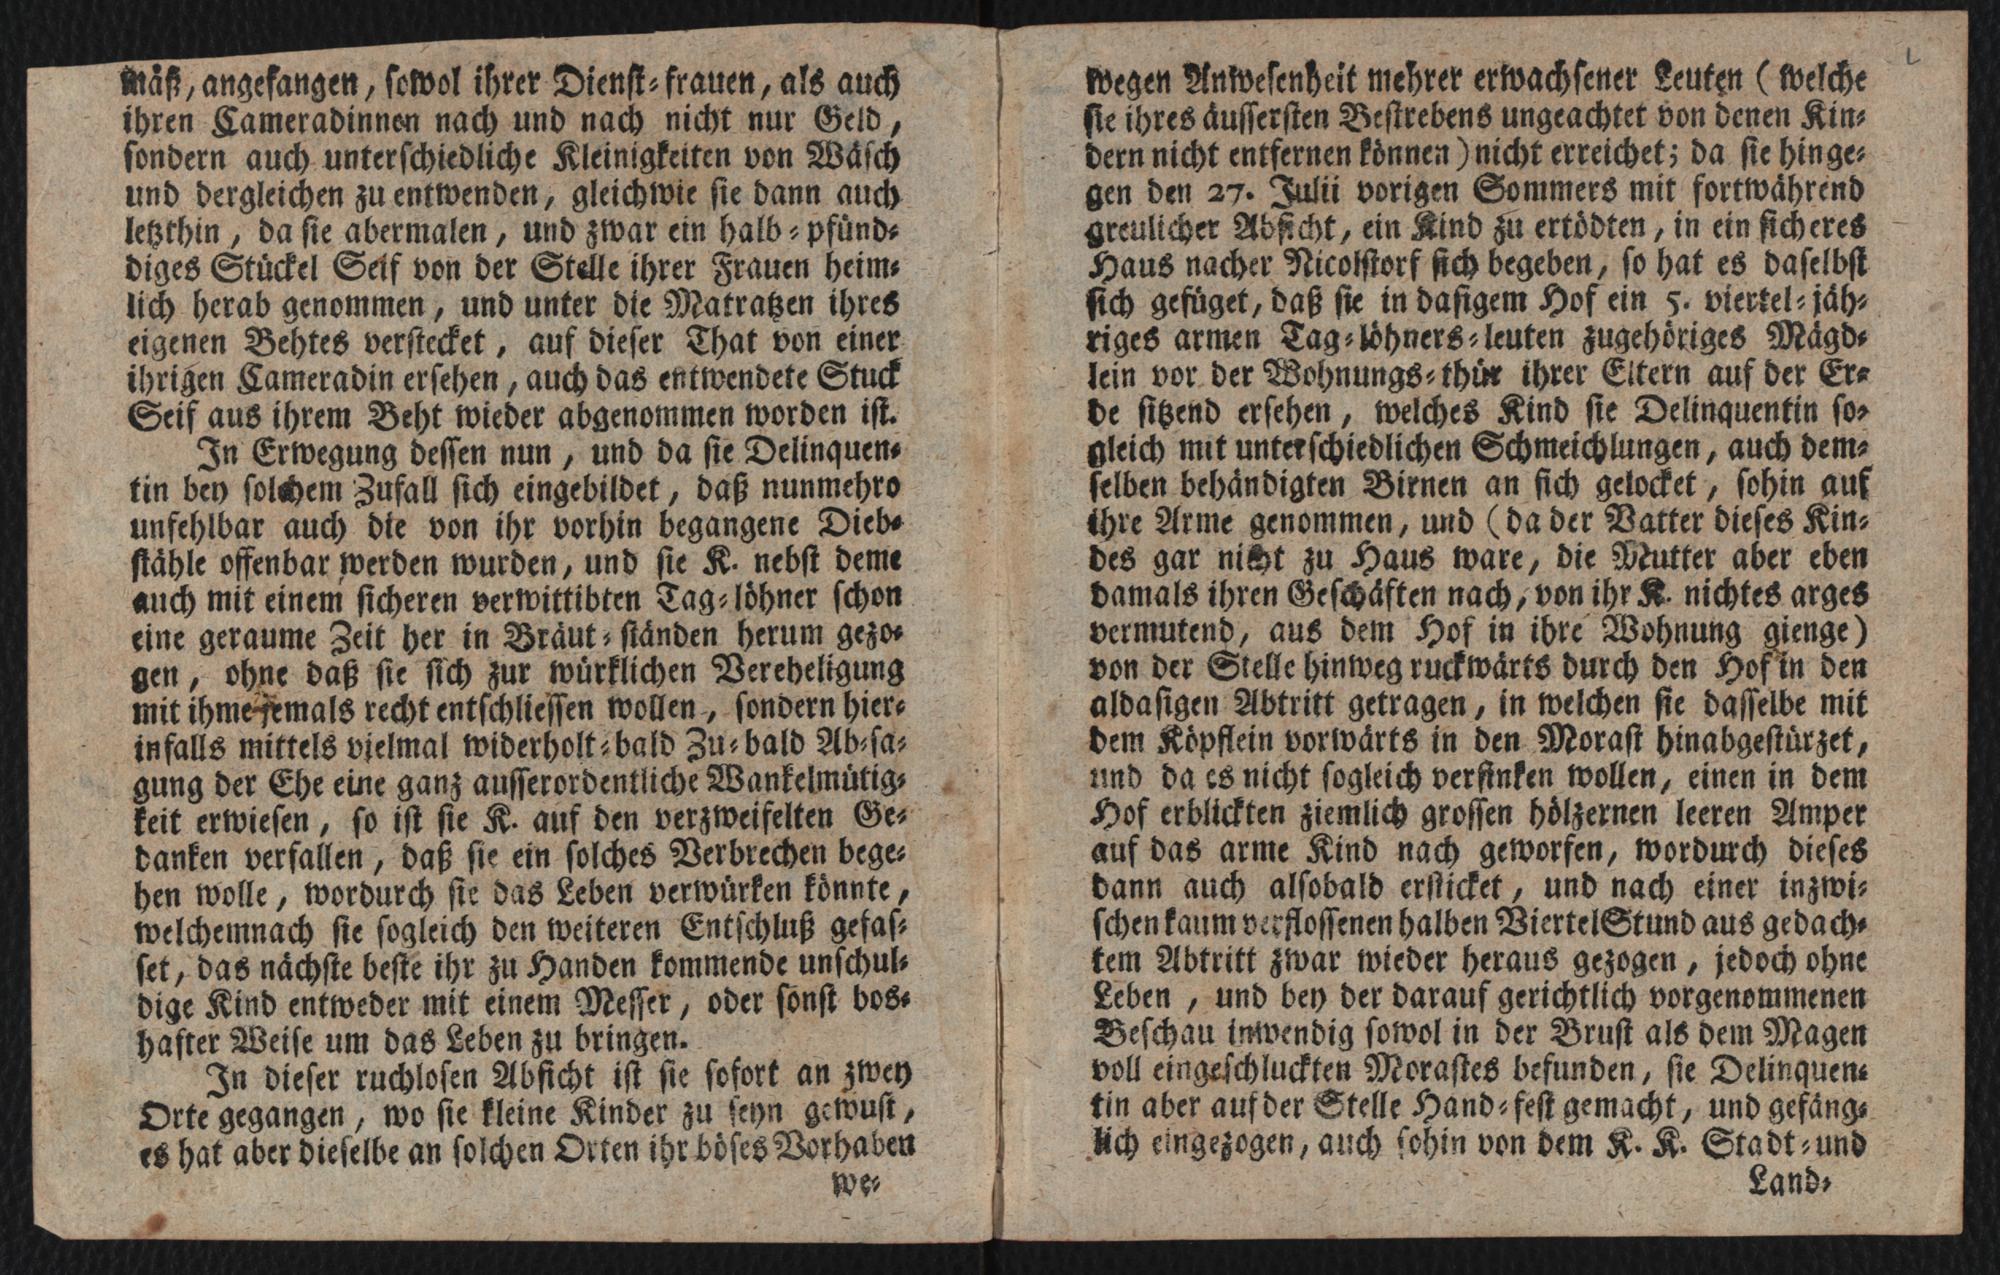 mäß, angefangen, sowol ihrer Dienst-frauen, als auch
ihren Cameradinnen nach und nach nicht nur Geld,
sondern auch unterschiedliche Kleinigkeiten von Wäsch
und dergleichen zu entwenden, gleichwie sie dann auch
letzthin, da sie abermalen, und zwar ein halb-pfünd-
diges Stückel Seif von der Stelle ihrer Frauen heim-
lich herab genommen, und unter die Matratzen ihres
eigenen Behtes verstecket, auf dieser That von einer
ihrigen Cameradin ersehen, auch das entwendete Stuck
Seif aus ihrem Beht wieder abgenommen worden ist.
In Erwegung dessen nun, und da sie Delinquen-
tin bey solchem Zufall sich eingebildet, daß nunmehro
unfehlbar auch die von ihr vorhin begangene Dieb-
stähle offenbar werden wurden, und sie K. nebst deme
auch mit einem sicheren verwittibten Tag-löhner schon
eine geraume Zeit her in Bräut-ständen herum gezo-
gen, ohne daß sie sich zur würklichen Vereheligung
mit ihme jemals recht entschliessen wollen, sondern hier-
infalls mittels vielmal widerholt-bald Zu-bald Ab-sa-
gung der Ehe eine ganz ausserordentliche Wankelmütig-
keit erwiesen, so ist sie K. auf den verzweifelten Ge-
danken verfallen, daß sie ein solches Verbrechen bege-
hen wolle, wordurch sie das Leben verwürken könnte,
welchemnach sie sogleich den weiteren Entschluß gefas-
set, das nächste beste ihr zu Handen kommende unschul-
dige Kind entweder mit einem Messer, oder sonst bos-
hafter Weise um das Leben zu bringen.
In dieser ruchlosen Absicht ist sie sofort an zwey
Orte gegangen, wo sie kleine Kinder zu seyn gewust,
es hat aber dieselbe an solchen Orten ihr böses Vorhaben
we-
wegen Anwesenheit mehrer erwachsener Leuten (welche
sie ihres äussersten Bestrebens ungeachtet von denen Kin-
dern nicht entfernen können) nicht erreichet; da sie hinge-
gen den 27. Julii vorigen Sommers mit fortwährend
greulicher Absicht, ein Kind zu ertödten, in ein sicheres
Haus nacher Nicolstorf sich begeben, so hat es daselbst
sich gefüget, daß sie in dasigem Hof ein 5. viertel-jäh-
riges armen Tag-löhners-leuten zugehöriges Mägd-
lein vor der Wohnungs-thür ihrer Eltern auf der Er-
de sitzend ersehen, welches Kind sie Delinquentin so-
gleich mit unterschiedlichen Schmeichlungen, auch dem-
selben behändigten Birnen an sich gelocket, sohin auf
ihre Arme genommen, und (da der Vatter dieses Kin-
des gar nicht zu Haus ware, die Mutter aber eben
damals ihren Geschäften nach, von ihr K. nichtes arges
vermutend, aus dem Hof in ihre Wohnung gienge)
von der Stelle hinweg ruckwärts durch den Hof in den
aldasigen Abtritt getragen, in welchen sie dasselbe mit
dem Köpflein vorwärts in den Morast hinabgestürzet,
und da es nicht sogleich versinken wollen, einen in dem
Hof erblickten ziemlich grossen hölzernen leeren Amper
auf das arme Kind nach geworfen, wordurch dieses
dann auch alsobald ersticket, und nach einer inzwi-
schen kaum verflossenen halben ViertelStund aus gedach-
tem Abtritt zwar wieder heraus gezogen, jedoch ohne
Leben, und bey der darauf gerichtlich vorgenommenen
Beschau inwendig sowol in der Brust als dem Magen
voll eingeschluckten Morastes befunden, sie Delinquen-
tin aber auf der Stelle Hand-fest gemacht, und gefäng-
lich eingezogen, auch sohin von dem K. K. Stadt-und
Land-